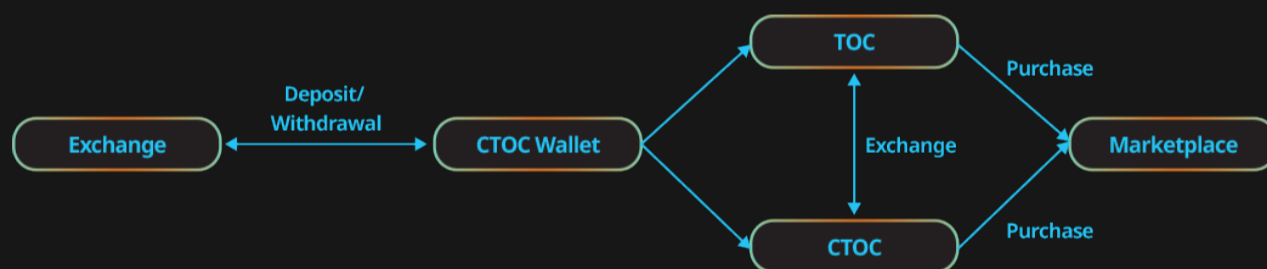 TOC
Purchase
Deposit/
Withdrawal
Exchange
CTOC Wallet
Exchange
Marketplace
Purchase
CTOC